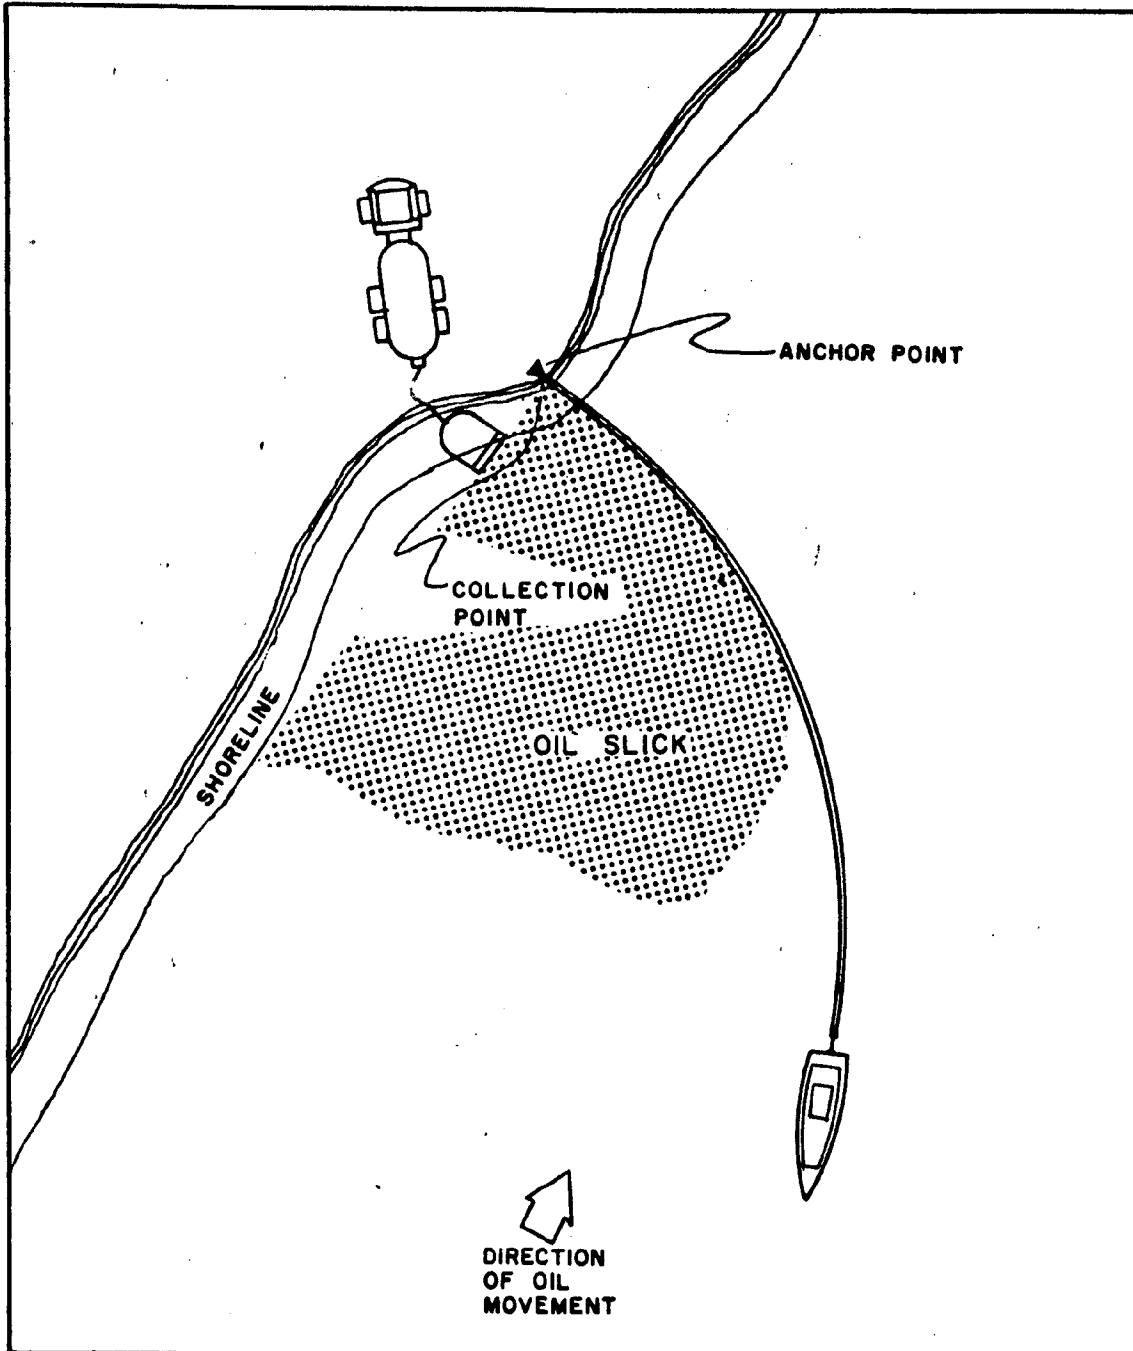 ANCHOR POINT
COLLECTION
POINT
OIL SLICK
SHORELINE
DIRECTION
OF OIL
MOVEMENT